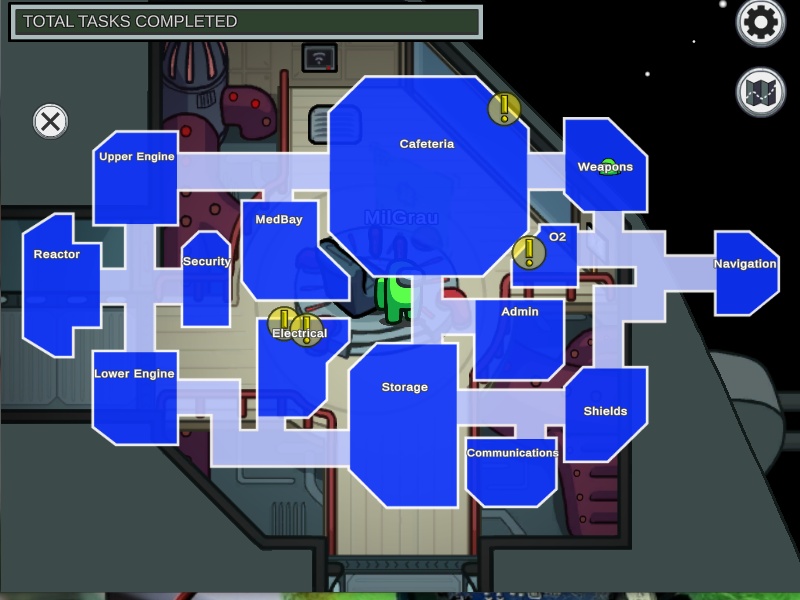 TOTAL TASKS COMPLETED
Cafeteria
Upper Engine
Weapons
MedBay
MilGrau
O2
Reactor
Security
Navigation
Admin
Electrical
Lower Engine
Storage
Shields
Communications